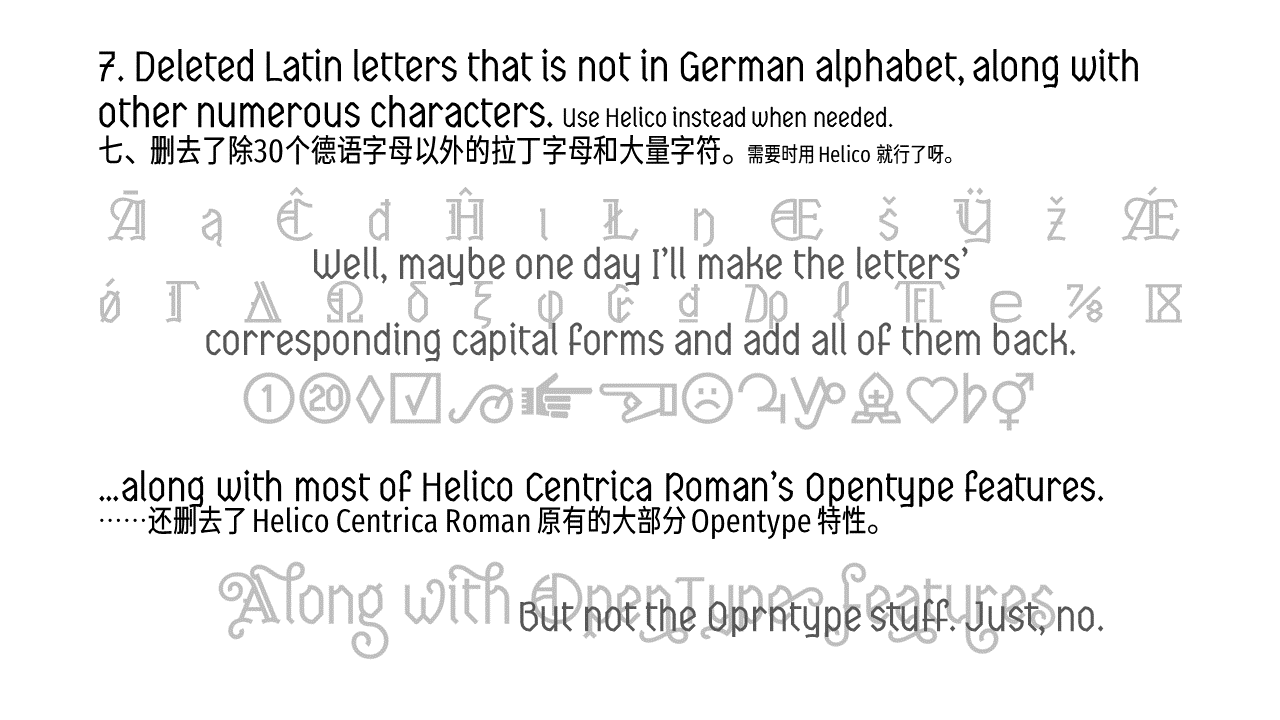 7. Deleted Latin letters that is not in German alphabet, along with
other numerous characters. Use Helico instead when needed.
七、删去了除30个德语字母以外的拉丁字母和大量字符。需要时用 Helico 就行了呀。
Ā ą Ĉ đ Ĥ ı Ł ŋ Œ š Ÿ ž Ǽ
Well, maybe one day I’ll make the letters’
ǿ Γ Δ Ω δ ξ φ ₢ ₫ ₯ ℓ ℡ ℮ ⅞ Ⅸ
corresponding capital forms and add all of them back.
①⑳◊☑☹♃♑♗♡♭⚥
...along with most of Helico Centrica Roman’s Opentype features.
……还删去了 Helico Centrica Roman 原有的大部分 Opentype 特性。
Along with OpenType features
But not the Oprntype stuff. Just, no.